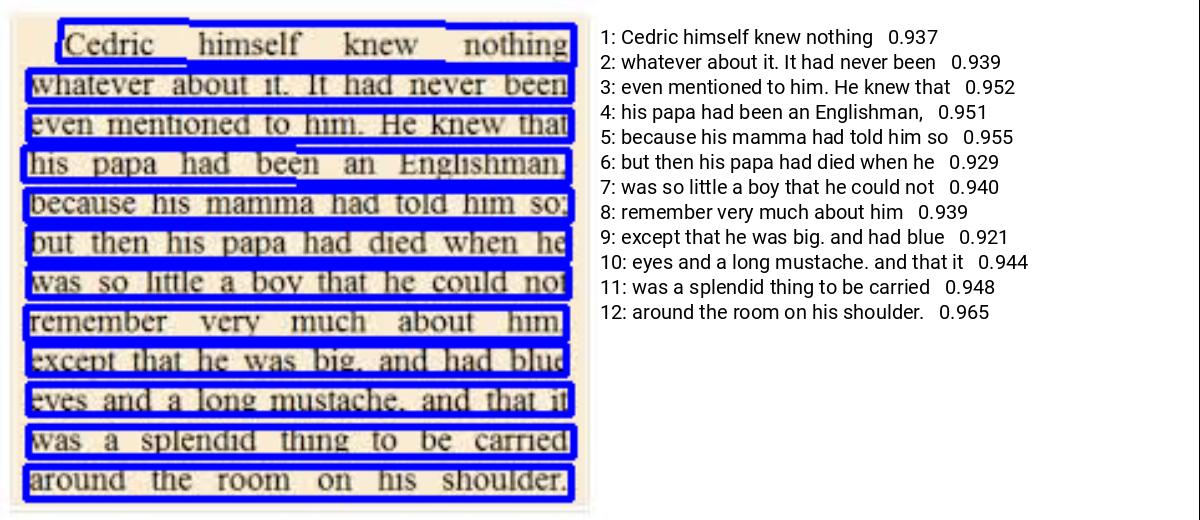 Cedric himself knew nothing
whatever about it. It had never been
even mentioned to him. He knew that
his papa had been an Englishman,
because his mamma had told him so;
but then his papa had died when he
was so little a boy that he could not
remember very much about him,
except that he was big, and had blue
eyes and a long mustache, and that it
was a splendid thing to be carried
around the room on his shoulder.
1: Cedric himself knew nothing 0.937
2: whatever about it. It had never been 0.939
3: even mentioned to him. He knew that 0.952
4: his papa had been an Englishman, 0.951
5: because his mamma had told him so 0.955
6: but then his papa had died when he 0.929
7: was so little a boy that he could not 0.940
8: remember very much about him 0.939
9: except that he was big. and had blue 0.921
10: eyes and a long mustache. and that it 0.944
11: was a splendid thing to be carried 0.948
12: around the room on his shoulder. 0.965